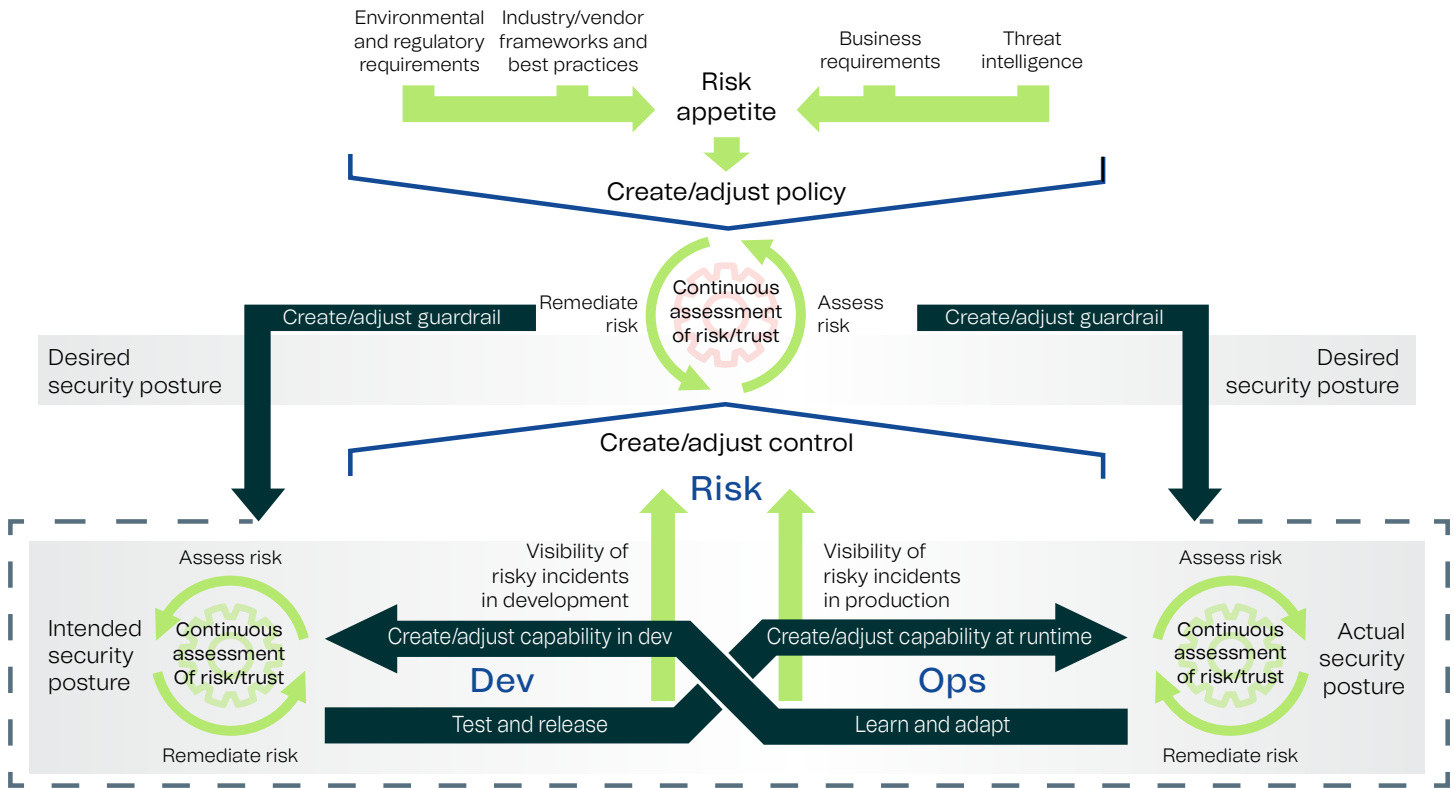 Environmental
and regulatory
requirements
Industry/vendor
frameworks and
best practices
Business
requirements
Threat
intelligence
Risk
appetite
Create/adjust policy
Remediate
risk
Continuous
assessment
of risk/trust
Assess
risk
Create/adjust guardrail
Create/adjust guardrail
Desired
security posture
Desired
security posture
Create/adjust control
Risk
Visibility of
risky incidents
in development
Visibility of
risky incidents
in production
Assess risk
Intended
security
posture
Continuous
assessment
Of risk/trust
Remediate risk
Create/adjust capability in dev
Create/adjust capability at runtime
Dev
Ops
Test and release
Learn and adapt
Assess risk
Continuous
assessment
of risk/trust
Actual
security
posture
Remediate risk